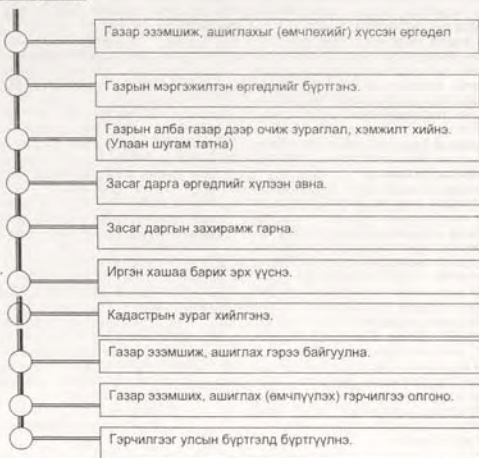 Газар эзэмшиж, ашиглахыг (өмчлөхийг) хүссэн өргөдөл
Газрын мэргэжилтэн өргөдлийг бүртгэнэ.
Газрын алба газар дээр очиж зураглал, хэмжилт хийнэ.
(Улаан шугам татна)
Засаг дарга өргөдлийг хүлээн авна.
Засаг даргын захирамж гарна.
Иргэн хашаа барих эрх үүснэ.
Кадастрын зураг хийлгэнэ.
Газар эзэмшиж, ашиглах гэрээ байгуулна.
Газар эзэмших, ашиглах (өмчлүүлэх) гэрчилгээ олгоно.
Гэрчилгээг улсын бүртгэлд бүртгүүлнэ.